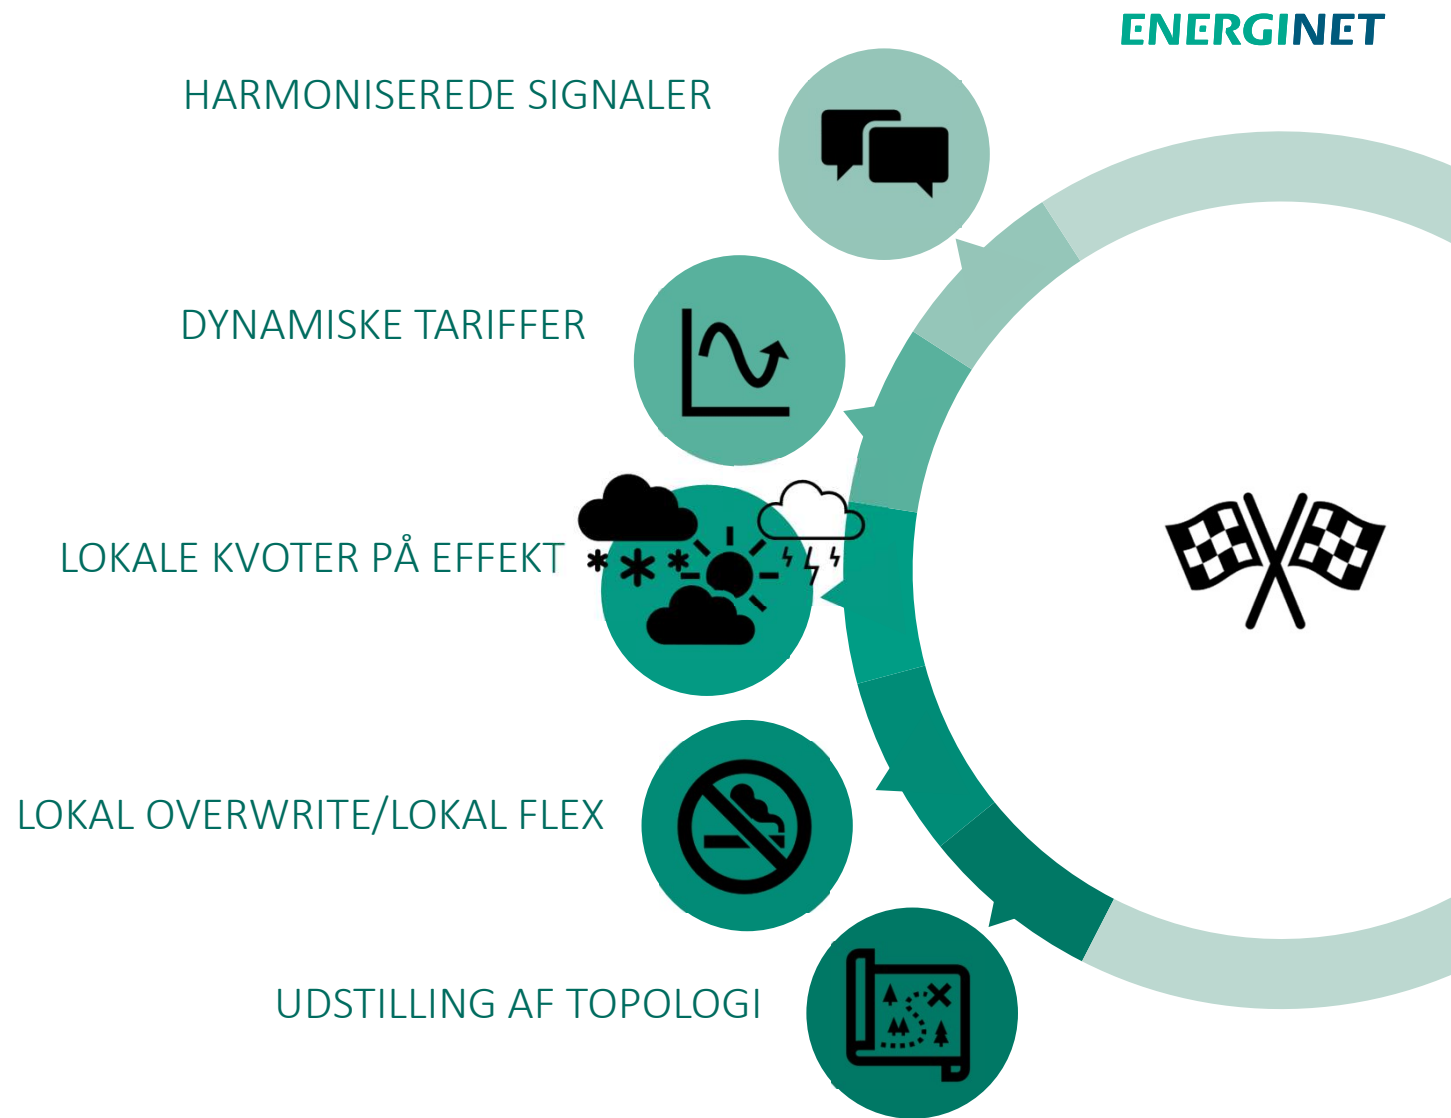 ENERGINET
HARMONISEREDE SIGNALER
DYNAMISKE TARIFFER
LOKALE KVOTER PÅ EFFEKT
LOKAL OVERWRITE/LOKAL FLEX
UDSTILLING AF TOPOLOGI